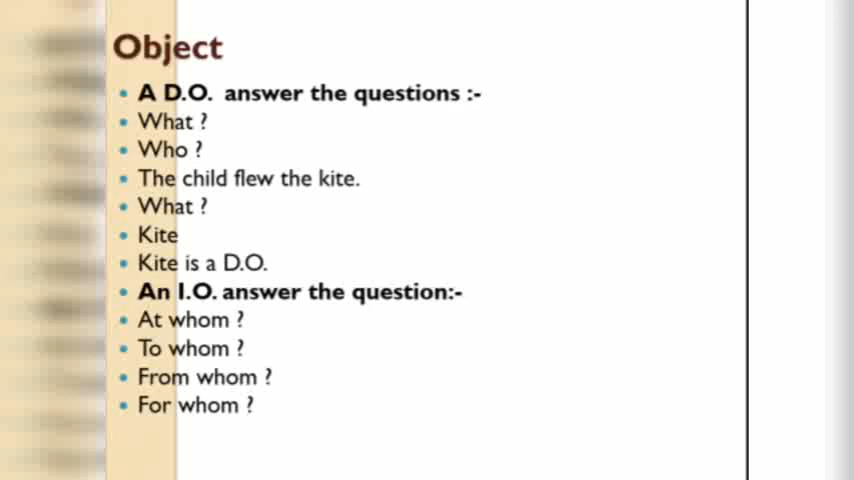 Object
• A D.O. answer the questions :-
• What ?
• Who ?
• The child flew the kite.
• What ?
• Kite
• Kite is a D.O.
• An I.O. answer the question:-
• At whom ?
• To whom ?
• From whom ?
• For whom ?